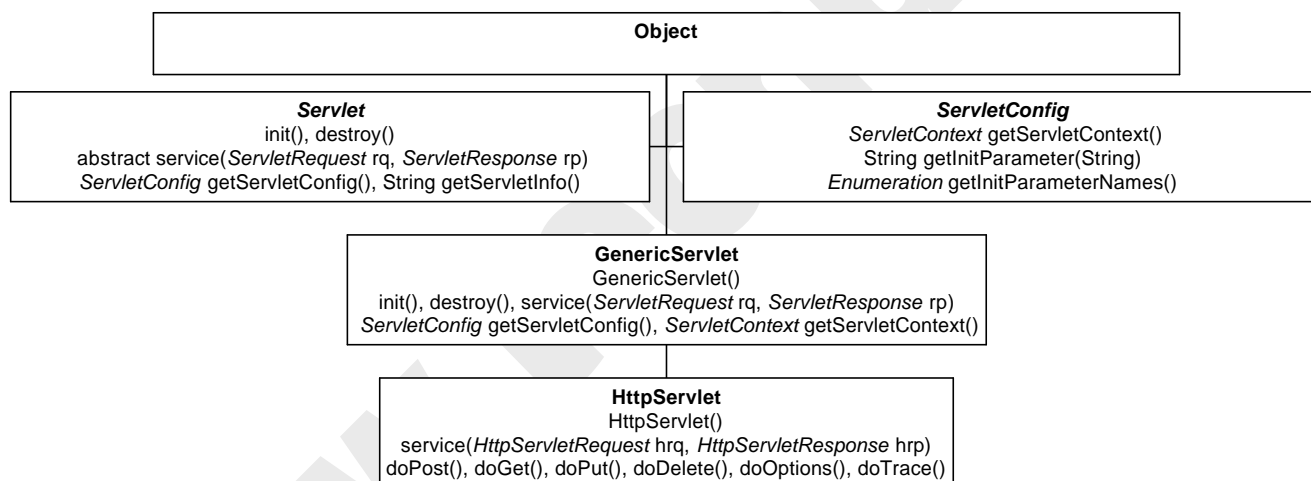 Object
Servlet
init(), destroy()
abstract service(ServletRequest rq, ServletResponse rp)
ServletConfig getServletConfig(), String getServletInfo()
ServletConfig
ServletContext getServletContext()
String getInitParameter(String)
Enumeration getInitParameterNames()
GenericServlet
GenericServlet()
init(), destroy(), service(ServletRequest rq, ServletResponse rp)
ServletConfig getServletConfig(), ServletContext getServletContext()
HttpServlet
HttpServlet()
service(HttpServletRequest hrq, HttpServletResponse hrp)
doPost(), doGet(), doPut(), doDelete(), doOptions(), doTrace()